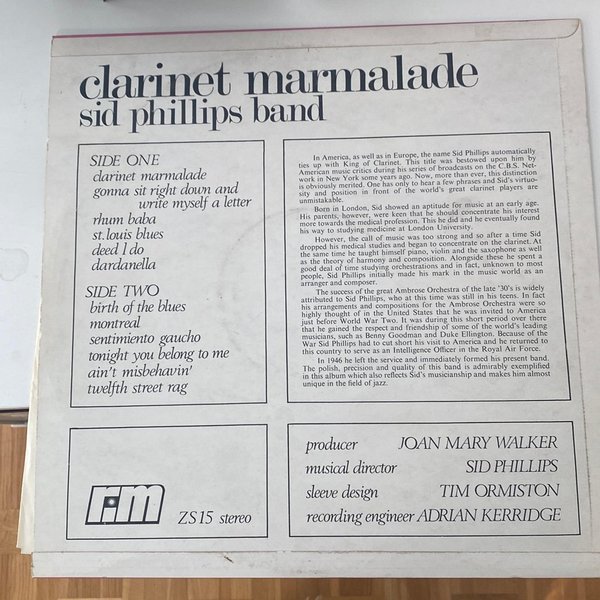 clarinet marmalade
sid phillips band
SIDE ONE
clarinet marmalade
gonna sit right down and
write myself a letter
rhum baba
st.louis blues
deed I do
dardanella
SIDE TWO
birth of the blues
montreal
sentimiento gaucho
tonight you belong to me
ain't misbehavin'
twelfth street rag
In America, as well as in Europe, the name Sid Phillips automatically
ties up with King of Clarinet. This title was bestowed upon him by
American music critics during his series of broadcasts on the C.B.S. Net-
work in New York some years ago. Now, more than ever, this distinction
is obviously merited. One has only to hear a few phrases and Sid's virtuo-
sity and position in front of the world's great clarinet players are
unmistakable.
Born in London, Sid showed an aptitude for music at an early age.
His parents, however, were keen that he should concentrate his interest
more towards the medical profession. This he did and he eventually found
his way to studying medicine at London University.
However, the call of music was too strong and so after a time Sid
dropped his medical studies and began to concentrate on the clarinet. At
the same time he taught himself piano, violin and the saxophone as well
as the theory of harmony and composition. Alongside these he spent a
good deal of time studying orchestrations and in fact, unknown to most
people, Sid Phillips initially made his mark in the music world as an
arranger and composer.
The success of the great Ambrose Orchestra of the late '30's is widely
attributed to Sid Phillips, who at this time was still in his teens. In fact
his arrangements and compositions for the Ambrose Orchestra were so
highly thought of in the United States that he was invited to America
just before World War Two. It was during this short period over there
that he gained the respect and friendship of some of the world's leading
musicians, such as Benny Goodman and Duke Ellington. Because of the
War Sid Phillips had to cut short his visit to America and he returned to
this country to serve as an Intelligence Officer in the Royal Air Force.
In 1946 he left the service and immediately formed his present band.
The polish, precision and quality of this band is admirably exemplified
in this album which also reflects Sid's musicianship and makes him almost
unique in the field of jazz.
rim
ZS15 stereo
producer JOAN MARY WALKER
musical director SID PHILLIPS
sleeve design TIM ORMISTON
recording engineer ADRIAN KERRIDGE